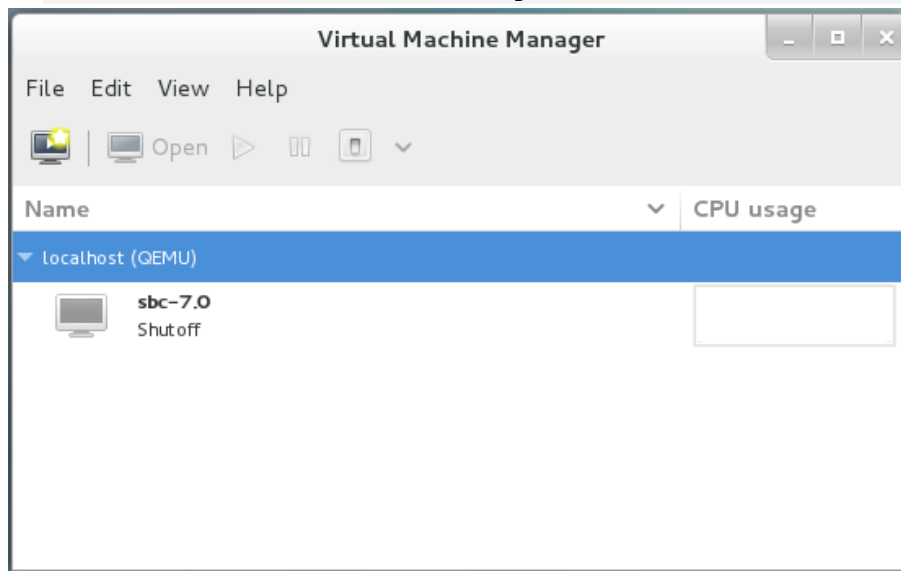 Virtual Machine Manager
File Edit View Help
Open
Name CPU usage
localhost (QEMU)
sbc-7.0
Shutoff